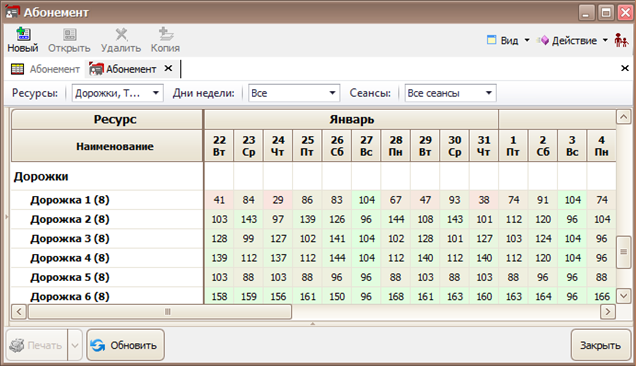 Абонемент
Новый Открыть Удалить Копия Вид Действие
Абонемент Абонемент
Ресурсы: Дорожки, Т... Дни недели: Все Сеансы: Все сеансы
Ресурс Январь
Наименование 22 Вт 23 Ср 24 Чт 25 Пт 26 Сб 27 Вс 28 Пн 29 Вт 30 Ср 31 Чт 1 Пт 2 Сб 3 Вс 4 Пн
Дорожки
Дорожка 1 (8) 41 84 29 86 83 104 67 47 93 38 74 91 104 74
Дорожка 2 (8) 103 143 97 139 126 96 144 108 143 101 112 120 96 104
Дорожка 3 (8) 128 99 127 102 141 104 102 128 101 127 103 124 104 96
Дорожка 4 (8) 139 112 137 112 144 104 112 140 112 140 112 120 104 96
Дорожка 5 (8) 103 88 103 88 96 96 88 103 88 103 88 96 96 88
Дорожка 6 (8) 158 159 156 161 150 96 168 161 163 160 163 164 96 166
Печать Обновить Закрыть